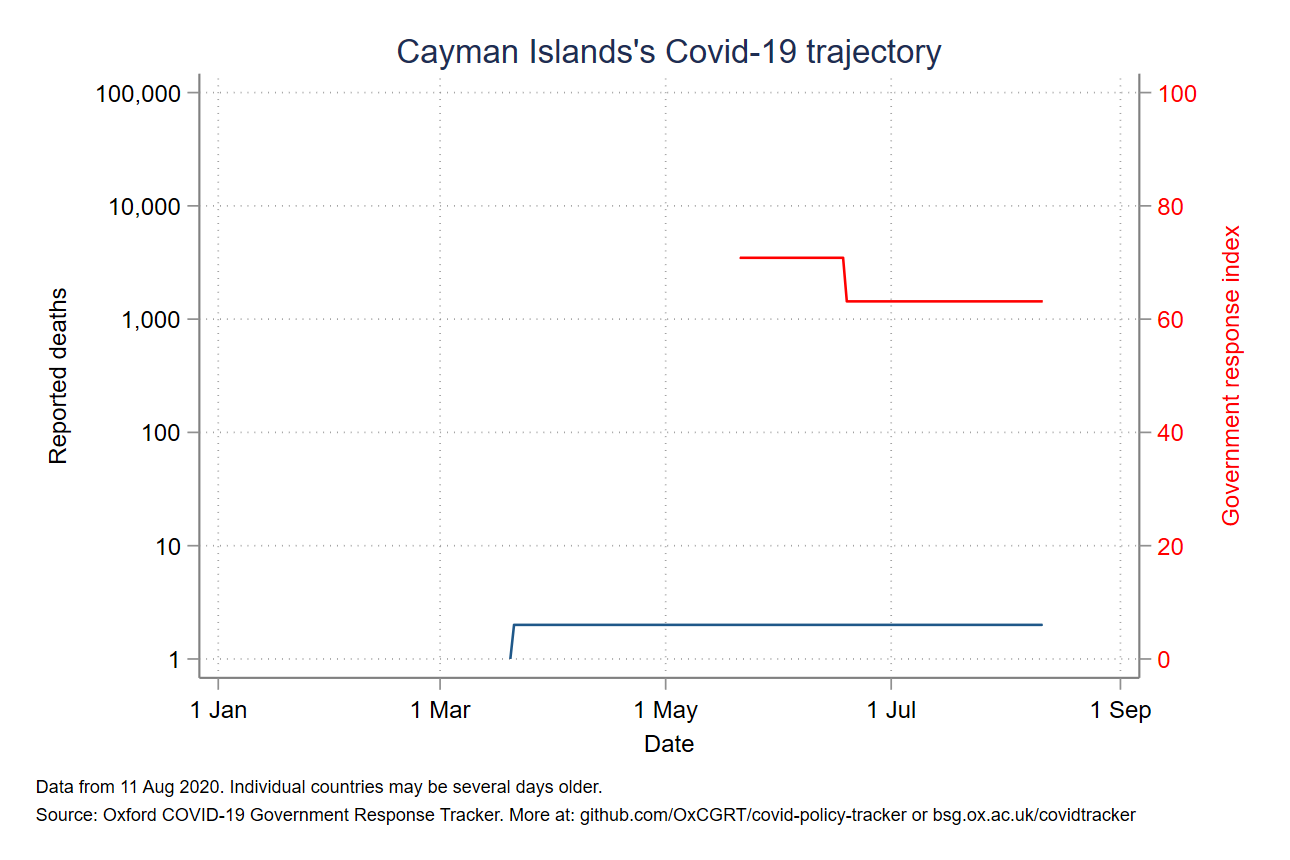 Cayman Islands's Covid-19 trajectory
100,000
10,000
1,000
100
10
1
Reported deaths
100
80
60
40
20
0
Government response index
1 Jan
1 Mar
1 May
1 Jul
1 Sep
Date
Data from 11 Aug 2020. Individual countries may be several days older.
Source: Oxford COVID-19 Government Response Tracker. More at: github.com/OxCGRT/covid-policy-tracker or bsg.ox.ac.uk/covidtracker